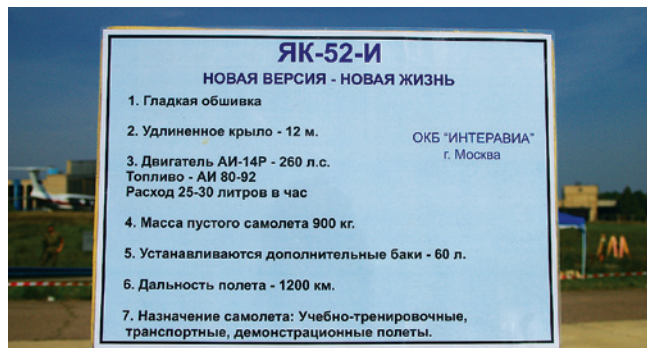 ЯК-52-И
НОВАЯ ВЕРСИЯ - НОВАЯ ЖИЗНЬ
1. Гладкая обшивка
2. Удлиненное крыло - 12 м.
ОКБ "ИНТЕРАВИА"
г. Москва
3. Двигатель АИ-14Р - 260 л.с.
Топливо - АИ 80-92
Расход 25-30 литров в час
4. Масса пустого самолета 900 кг.
5. Устанавливаются дополнительные баки - 60 л.
6. Дальность полета - 1200 км.
7. Назначение самолета: Учебно-тренировочные,
транспортные, демонстрационные полеты.